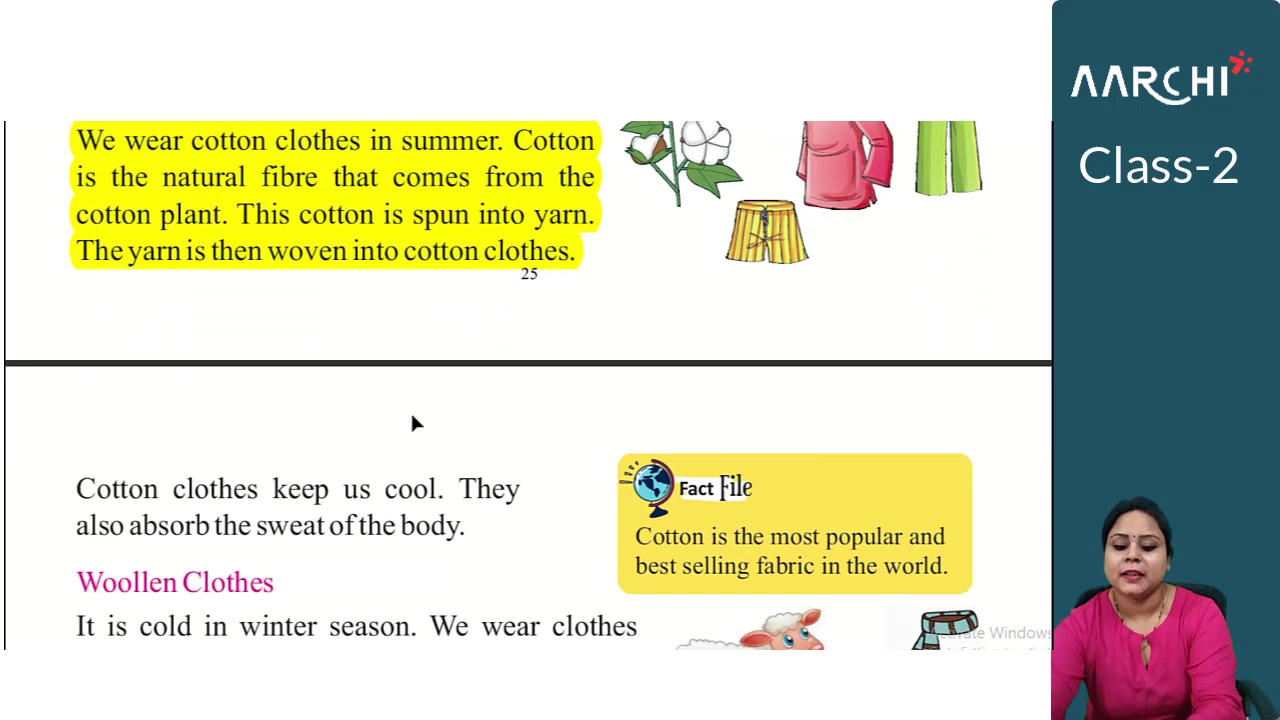 We wear cotton clothes in summer. Cotton
is the natural fibre that comes from the
cotton plant. This cotton is spun into yarn.
The yarn is then woven into cotton clothes.
25
Cotton clothes keep us cool. They
also absorb the sweat of the body.
Fact File
Cotton is the most popular and
best selling fabric in the world.
Woollen Clothes
It is cold in winter season. We wear clothes
AARCHI
Class-2